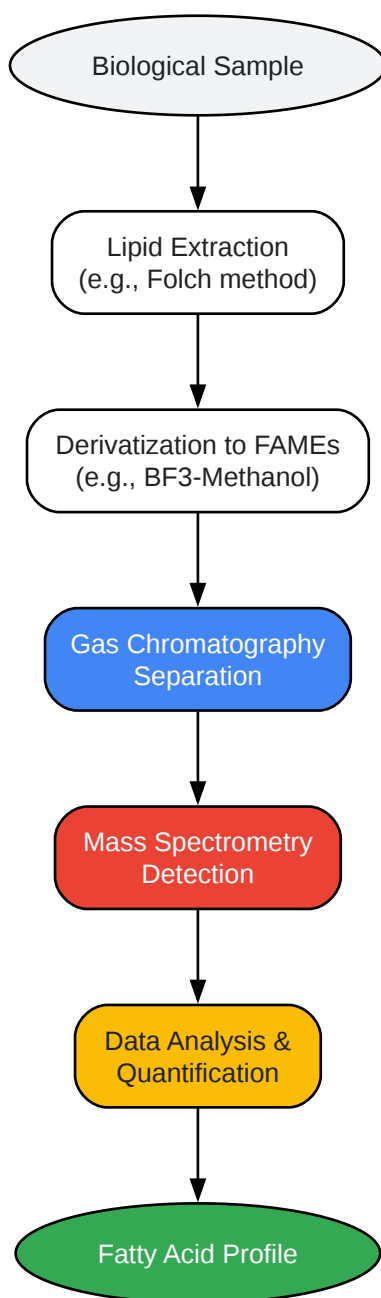 Biological Sample
Lipid Extraction
(e.g., Folch method)
Derivatization to FAMEs
(e.g., BF3-Methanol)
Gas Chromatography
Separation
Mass Spectrometry
Detection
Data Analysis &
Quantification
Fatty Acid Profile